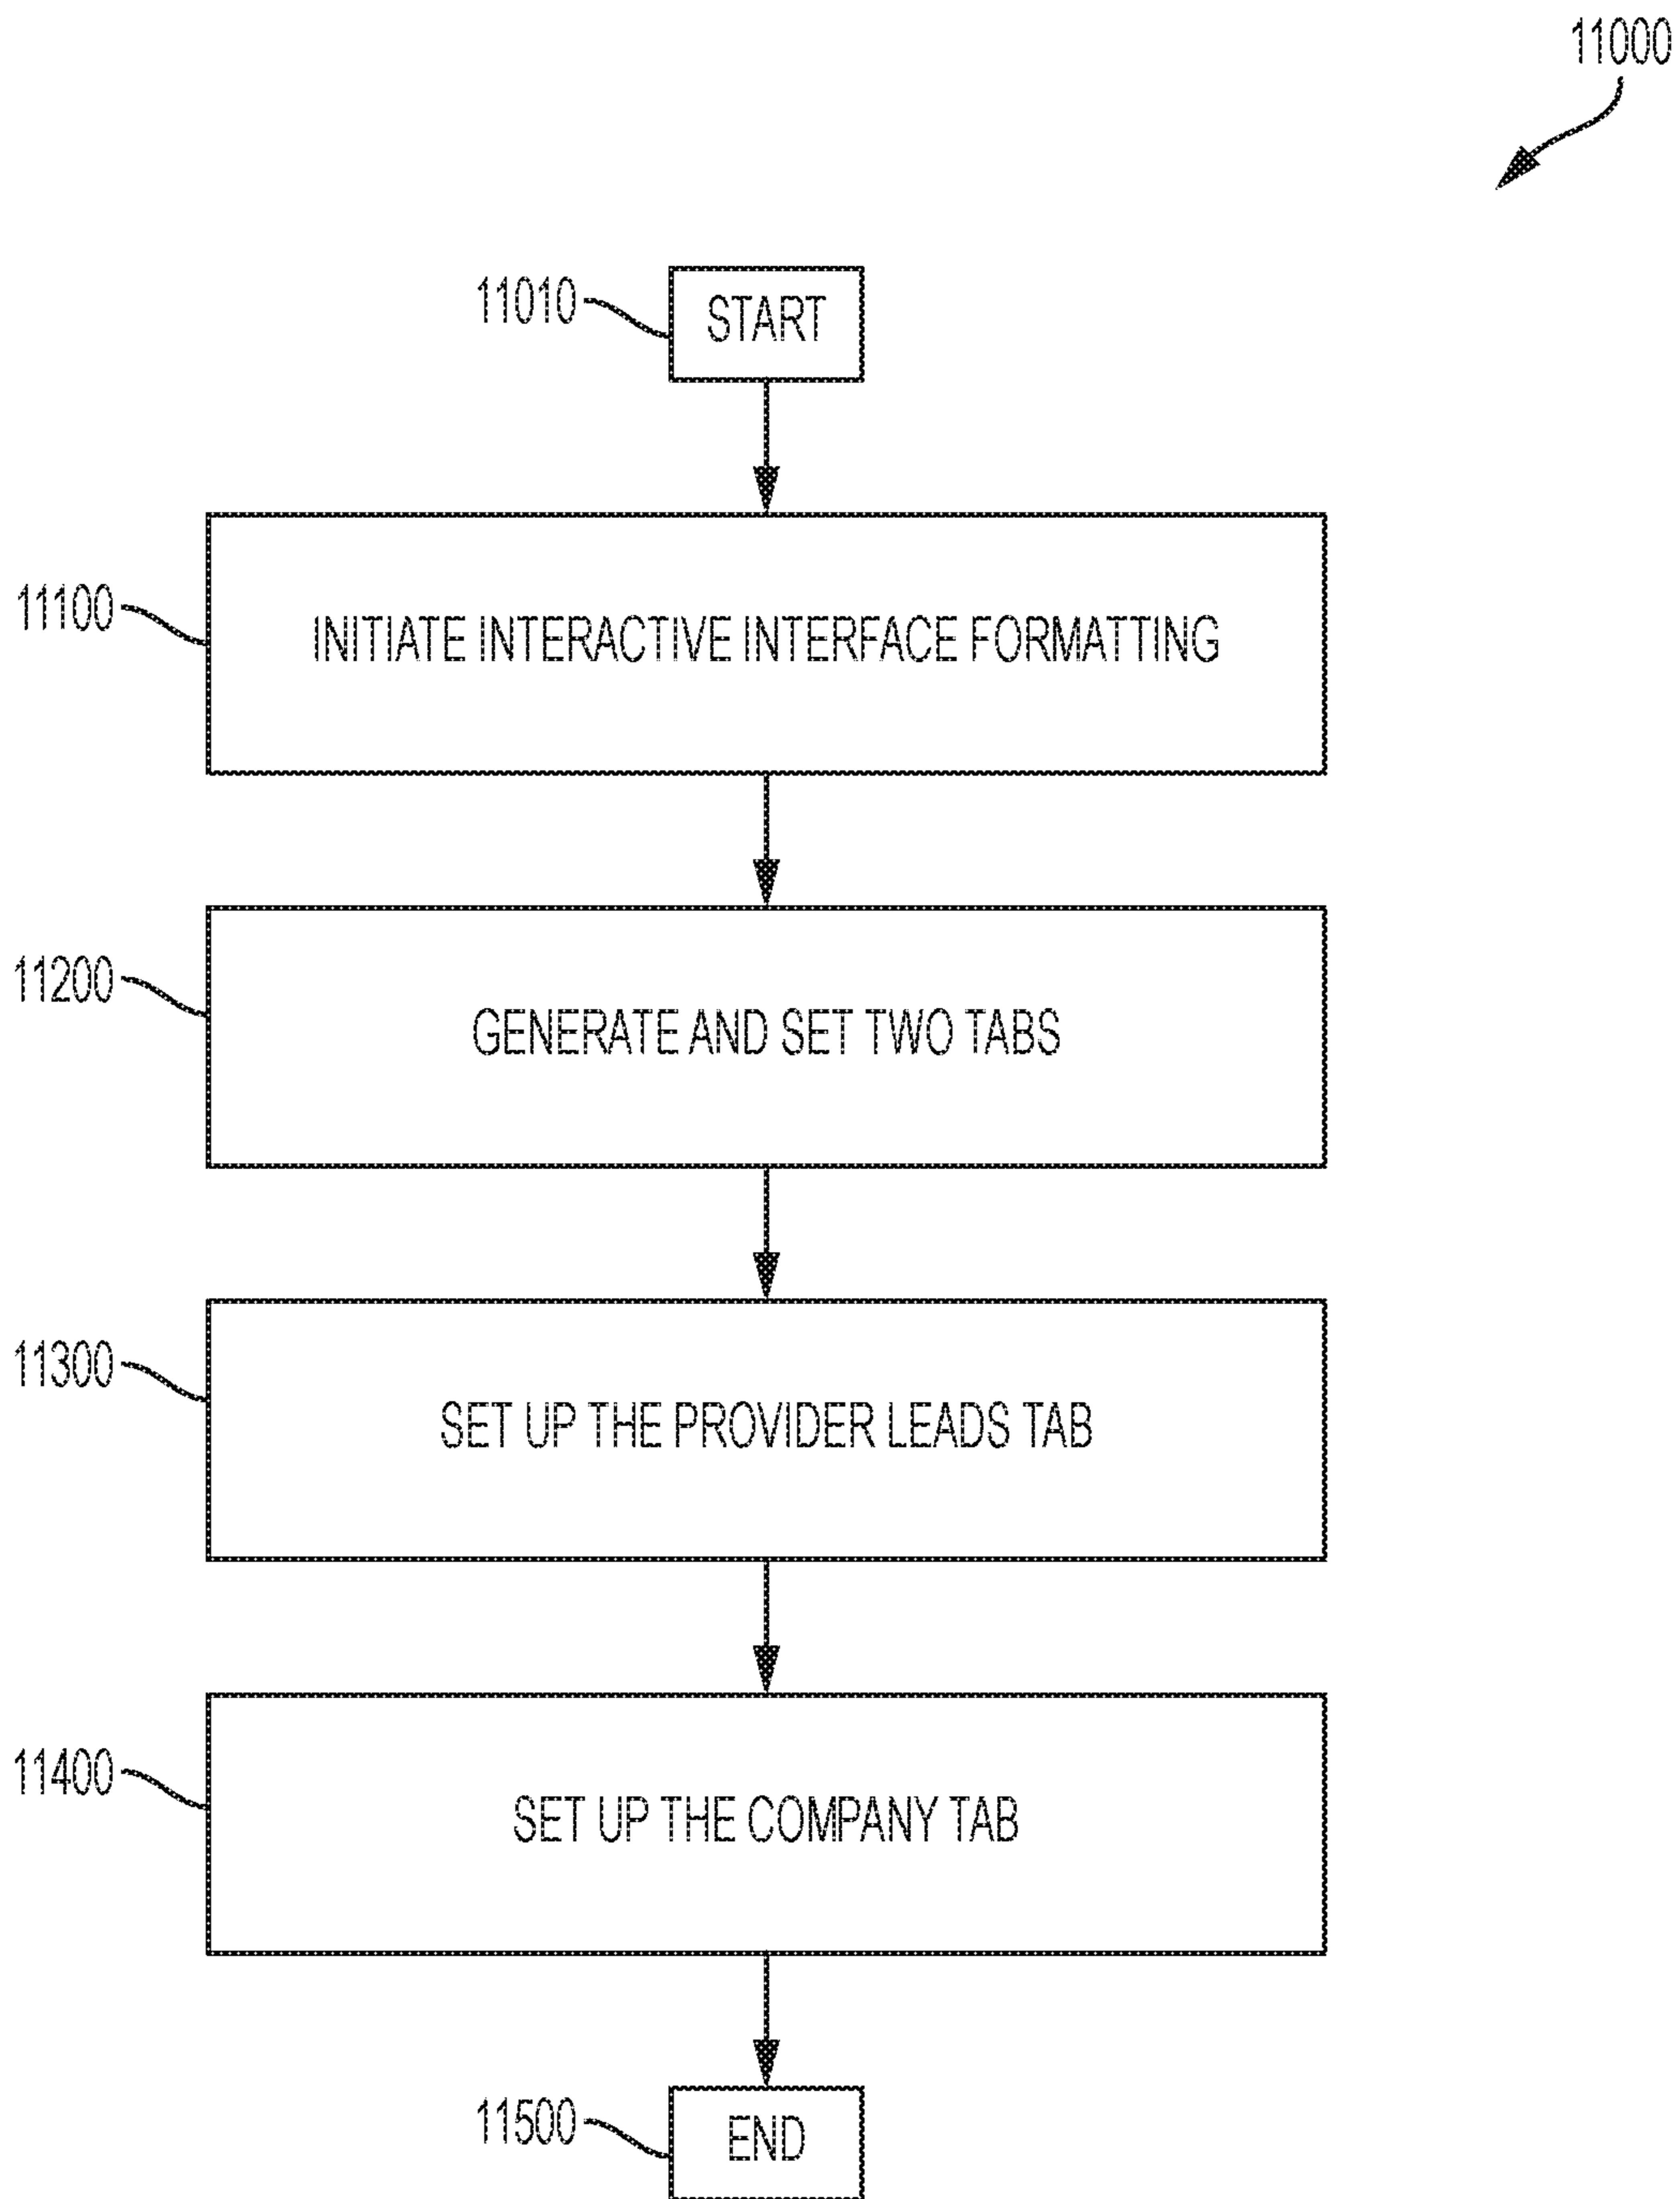 11000
11010
START
11100
INITIATE INTERACTIVE INTERFACE FORMATTING
11200
GENERATE AND SET TWO TABS
11300
SET UP THE PROVIDER LEADS TAB
11400
SET UP THE COMPANY TAB
11500
END